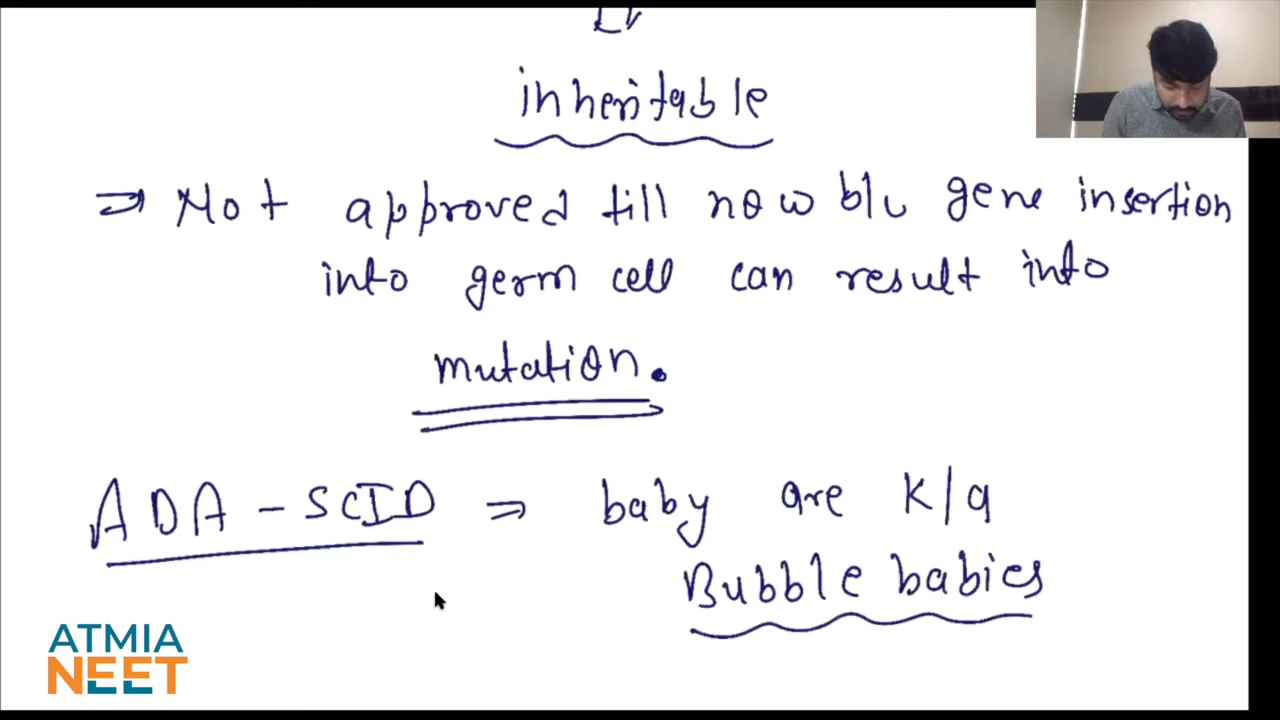 inheritable
⇒ Not approved till now b/c gene insertion
into germ cell can result into
mutation.
ADA - SCID ⇒ baby are K/a
Bubble babies
ATMIA
NEET